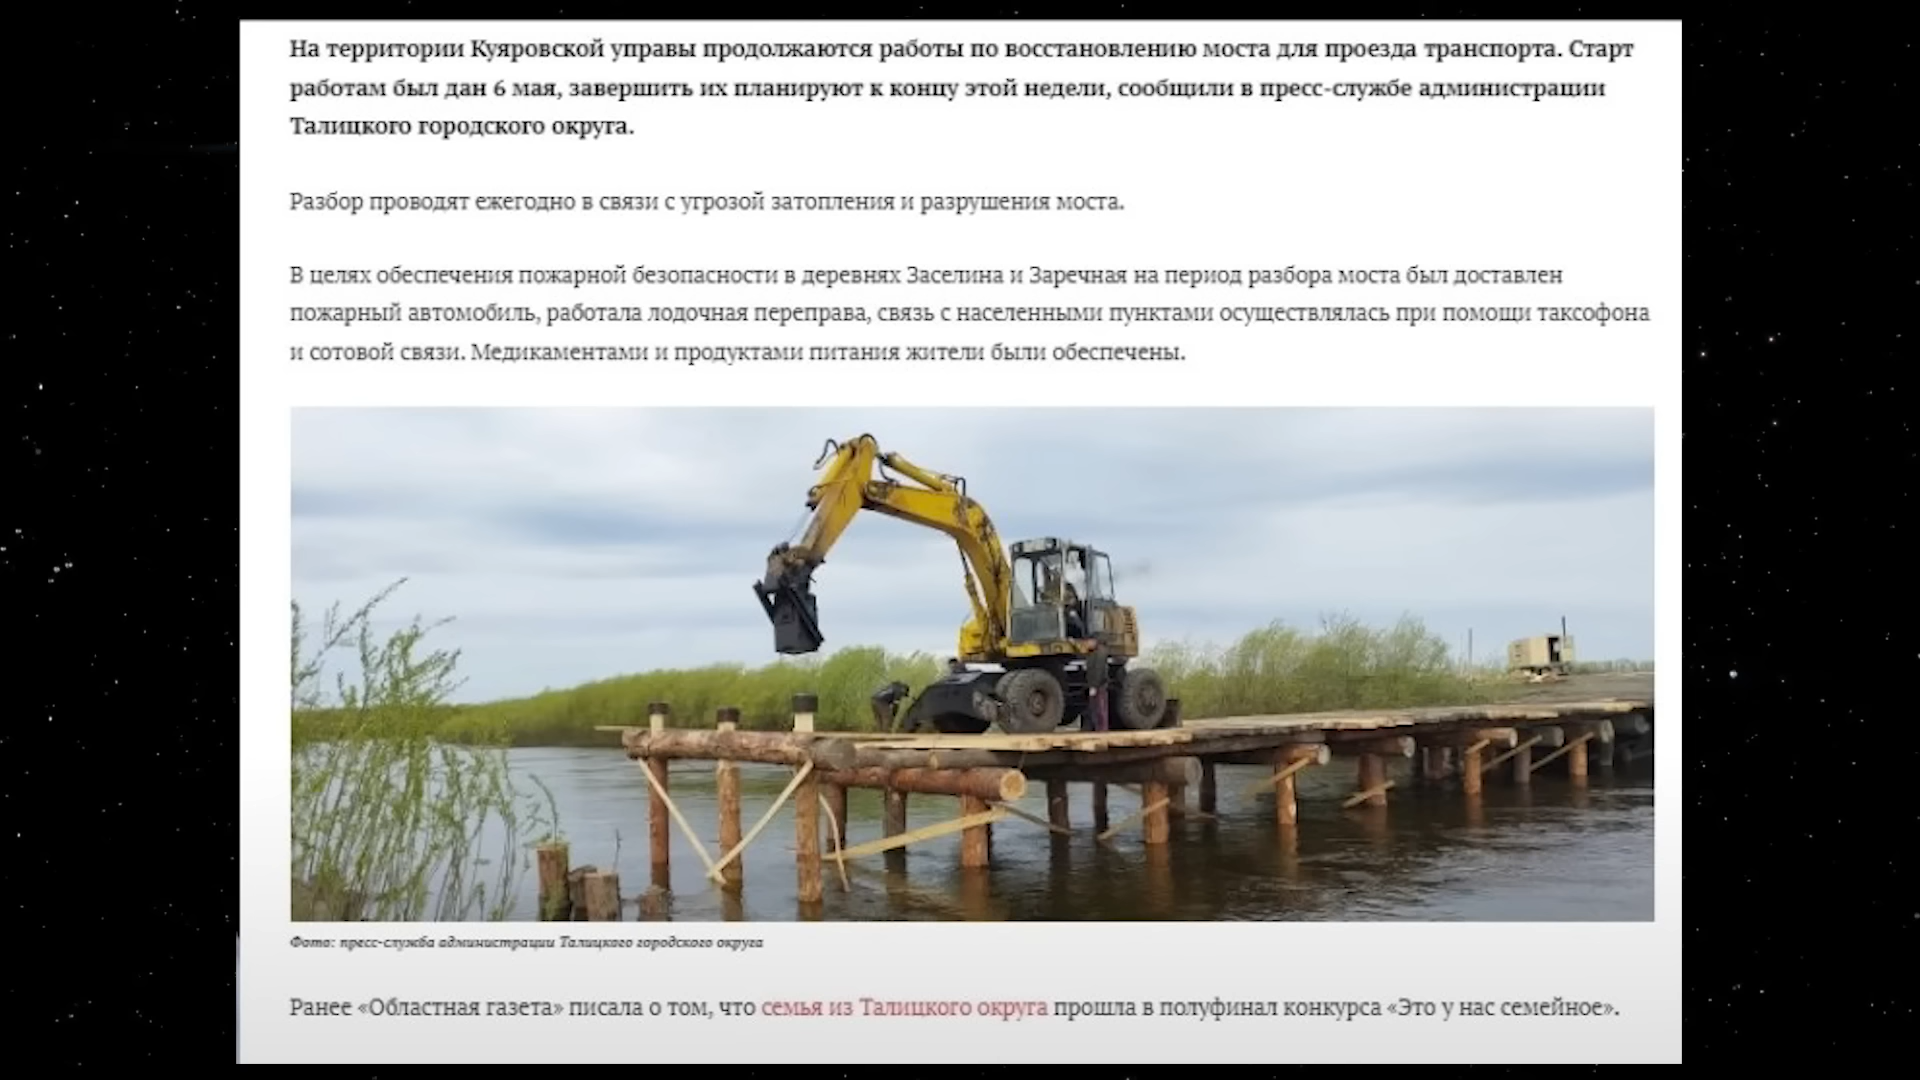 На территории Куяровской управы продолжаются работы по восстановлению моста для проезда транспорта. Старт
работам был дан 6 мая, завершить их планируют к концу этой недели, сообщили в пресс-службе администрации
Талицкого городского округа.
Разбор проводят ежегодно в связи с угрозой затопления и разрушения моста.
В целях обеспечения пожарной безопасности в деревнях Заселина и Заречная на период разбора моста был доставлен
пожарный автомобиль, работала лодочная переправа, связь с населенными пунктами осуществлялась при помощи таксофона
и сотовой связи. Медикаментами и продуктами питания жители были обеспечены.
Фото: пресс-служба администрации Талицкого городского округа
Ранее «Областная газета» писала о том, что семья из Талицкого округа прошла в полуфинал конкурса «Это у нас семейное».